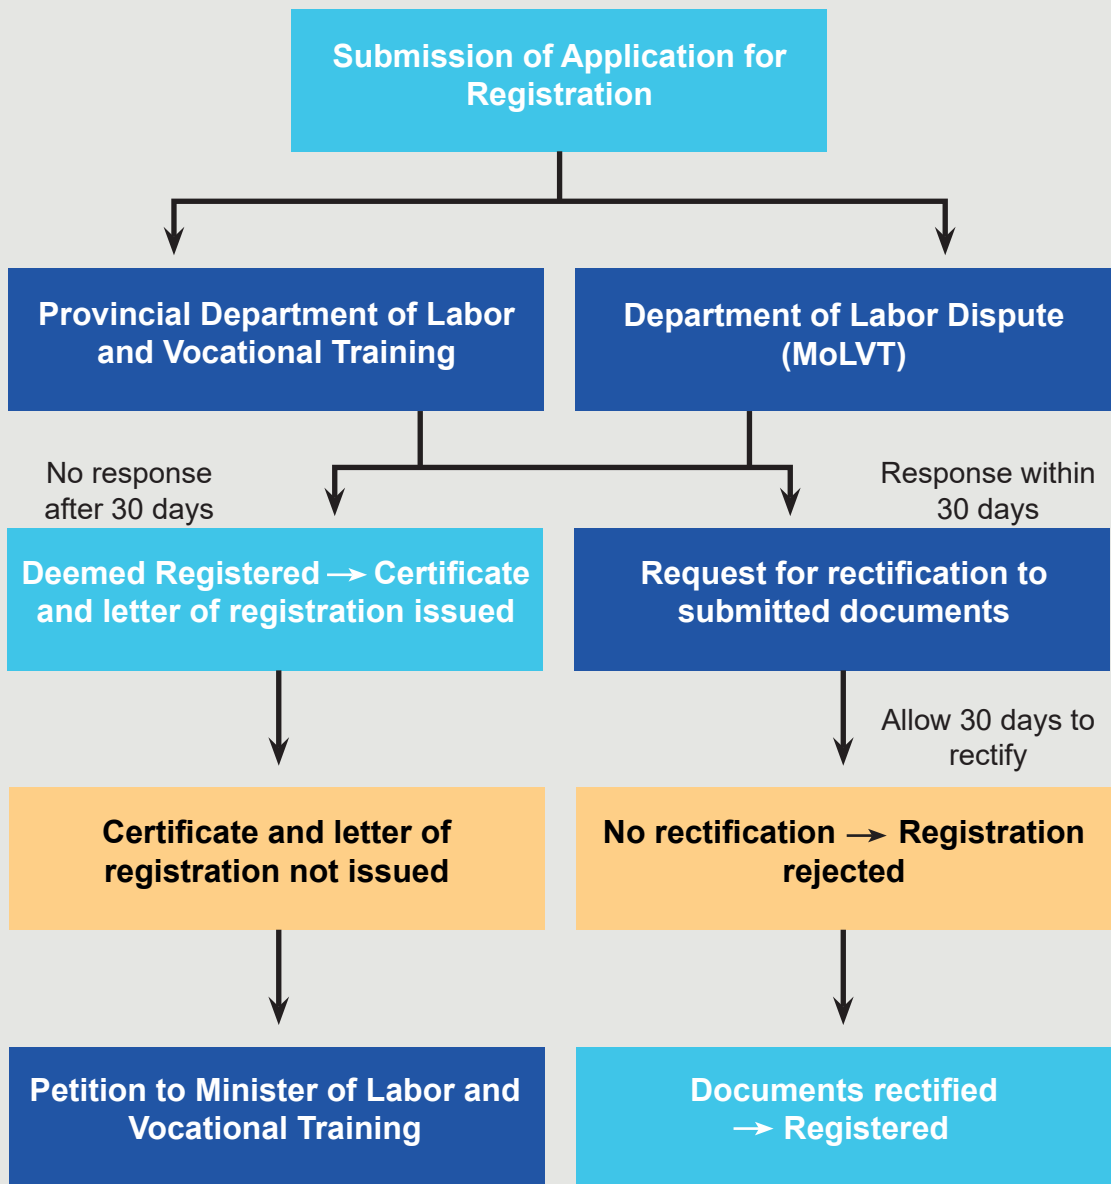 Submission of Application for
Registration
Provincial Department of Labor
and Vocational Training
Department of Labor Dispute
(MoLVT)
No response
after 30 days
Response within
30 days
Deemed Registered → Certificate
and letter of registration issued
Request for rectification to
submitted documents
Allow 30 days to
rectify
Certificate and letter of
registration not issued
No rectification → Registration
rejected
Petition to Minister of Labor and
Vocational Training
Documents rectified
→ Registered